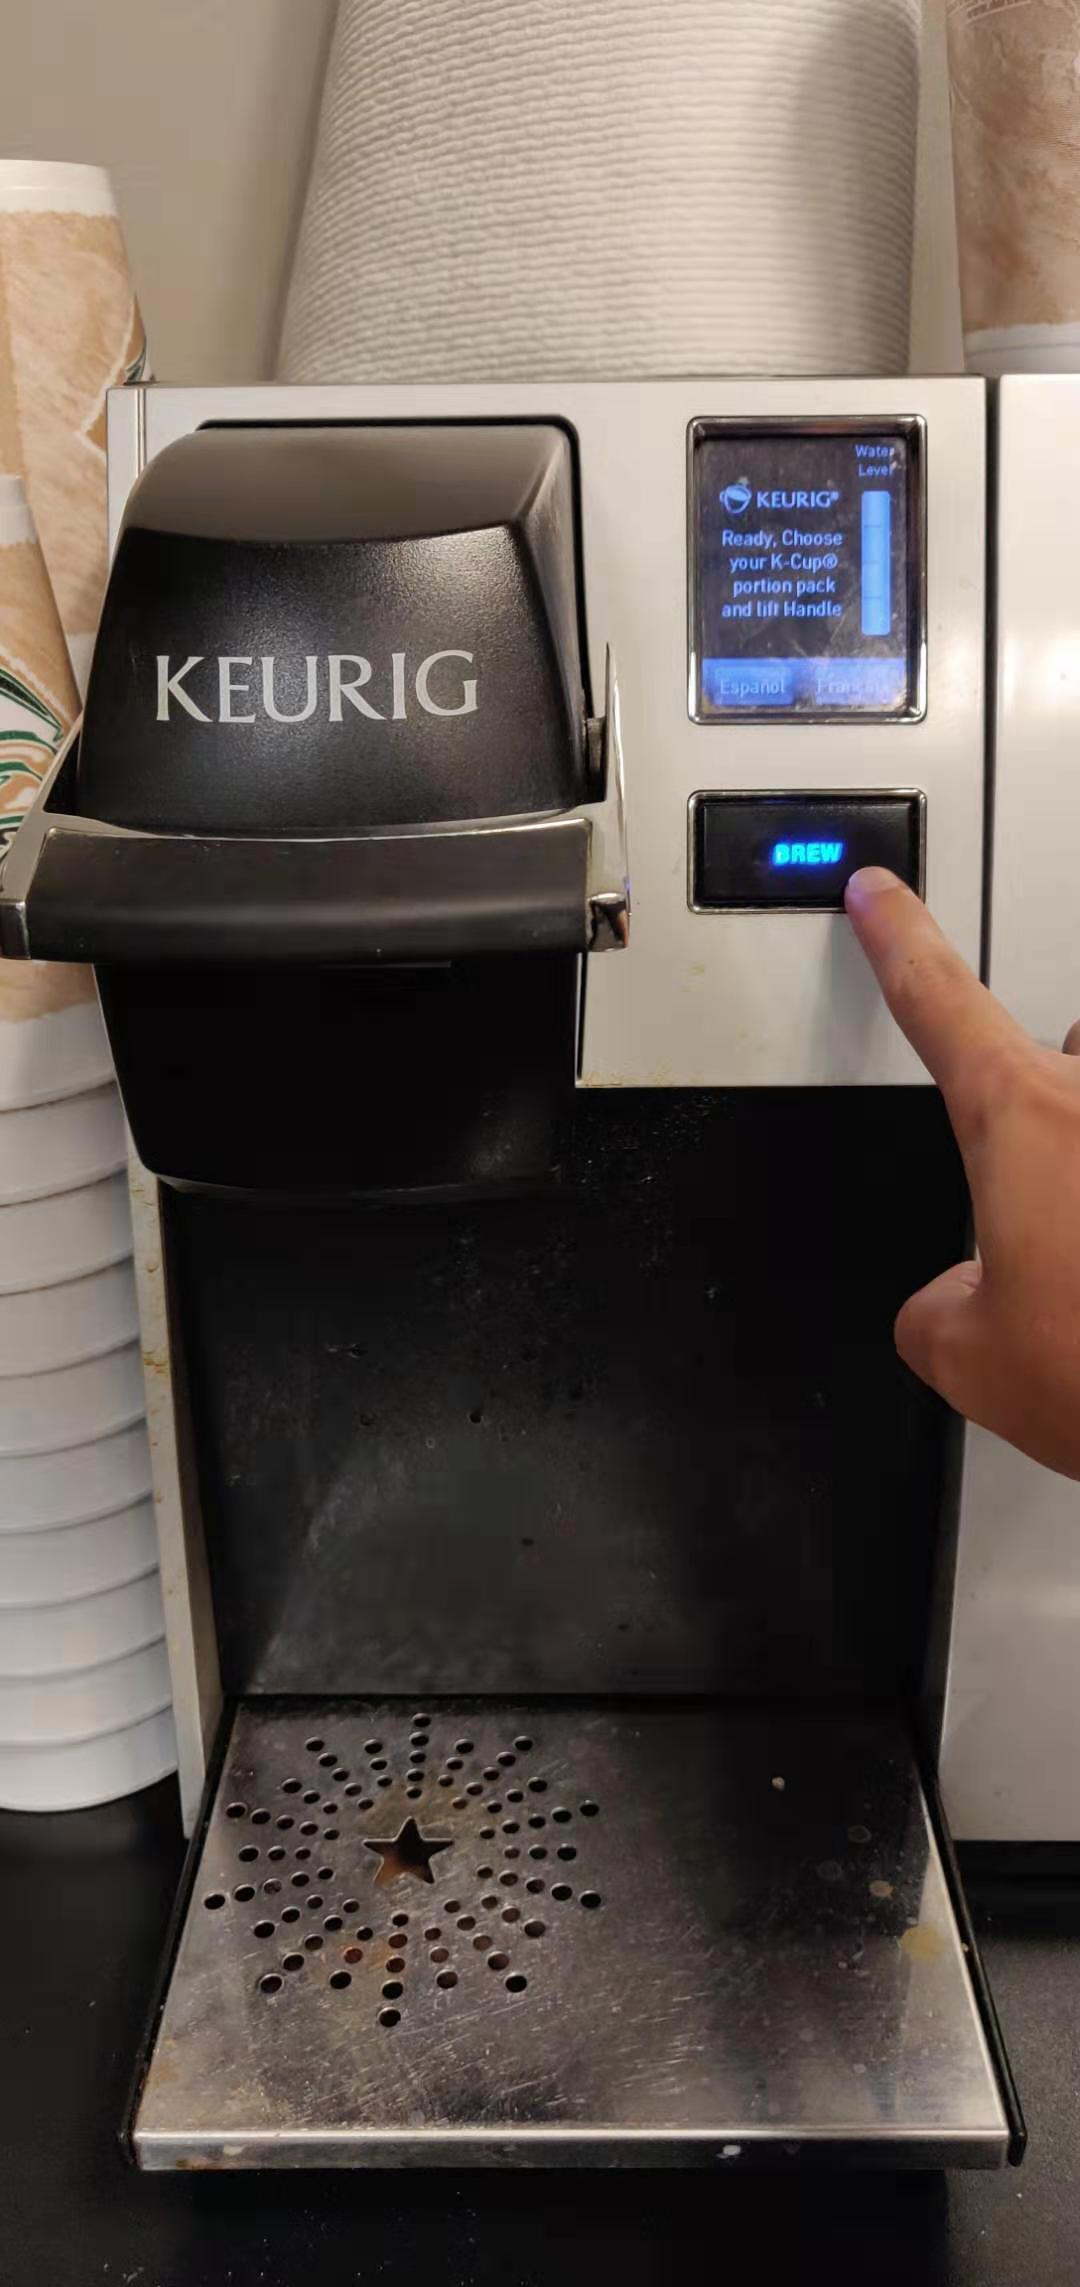 KEURIG
Water
Level
KEURIG®
Ready, Choose
your K-Cup®
portion pack
and lift Handle
Español
BREW